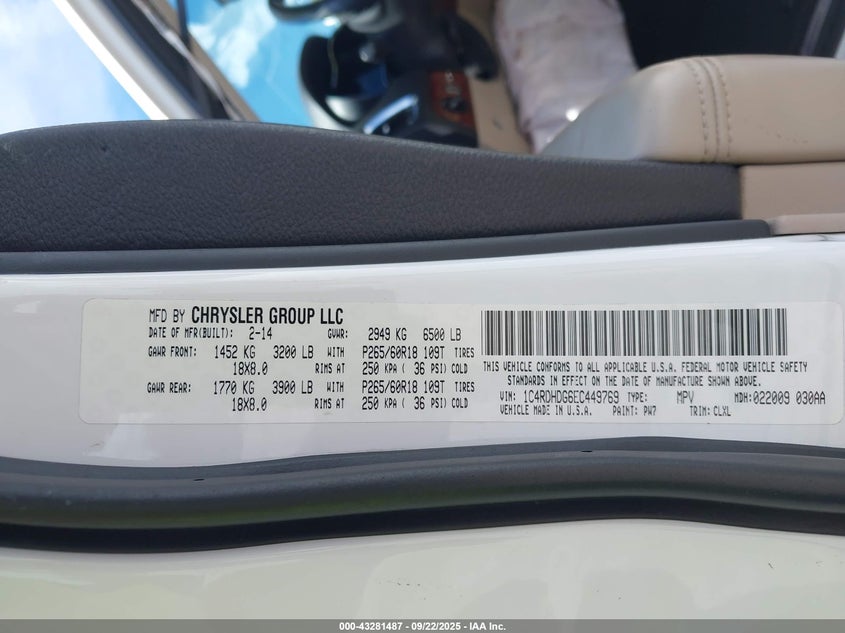 MFD BY CHRYSLER GROUP LLC
DATE OF MFR(BUILT): 2-14 GVWR: 2949 KG 6500 LB
GAWR FRONT: 1452 KG 3200 LB WITH P265/60R18 109T TIRES
18X8.0 RIMS AT 250 KPA ( 36 PSI) COLD
GAWR REAR: 1770 KG 3900 LB WITH P265/60R18 109T TIRES
18X8.0 RIMS AT 250 KPA ( 36 PSI) COLD
THIS VEHICLE CONFORMS TO ALL APPLICABLE U.S.A. FEDERAL MOTOR VEHICLE SAFETY
STANDARDS IN EFFECT ON THE DATE OF MANUFACTURE SHOWN ABOVE.
VIN: 1C4RDHDG6EC449769 TYPE: MPV MDH:022009 030AA
VEHICLE MADE IN U.S.A. PAINT: PW7 TRIM: CLXL
000-43281487 - 09/22/2025 - IAA Inc.